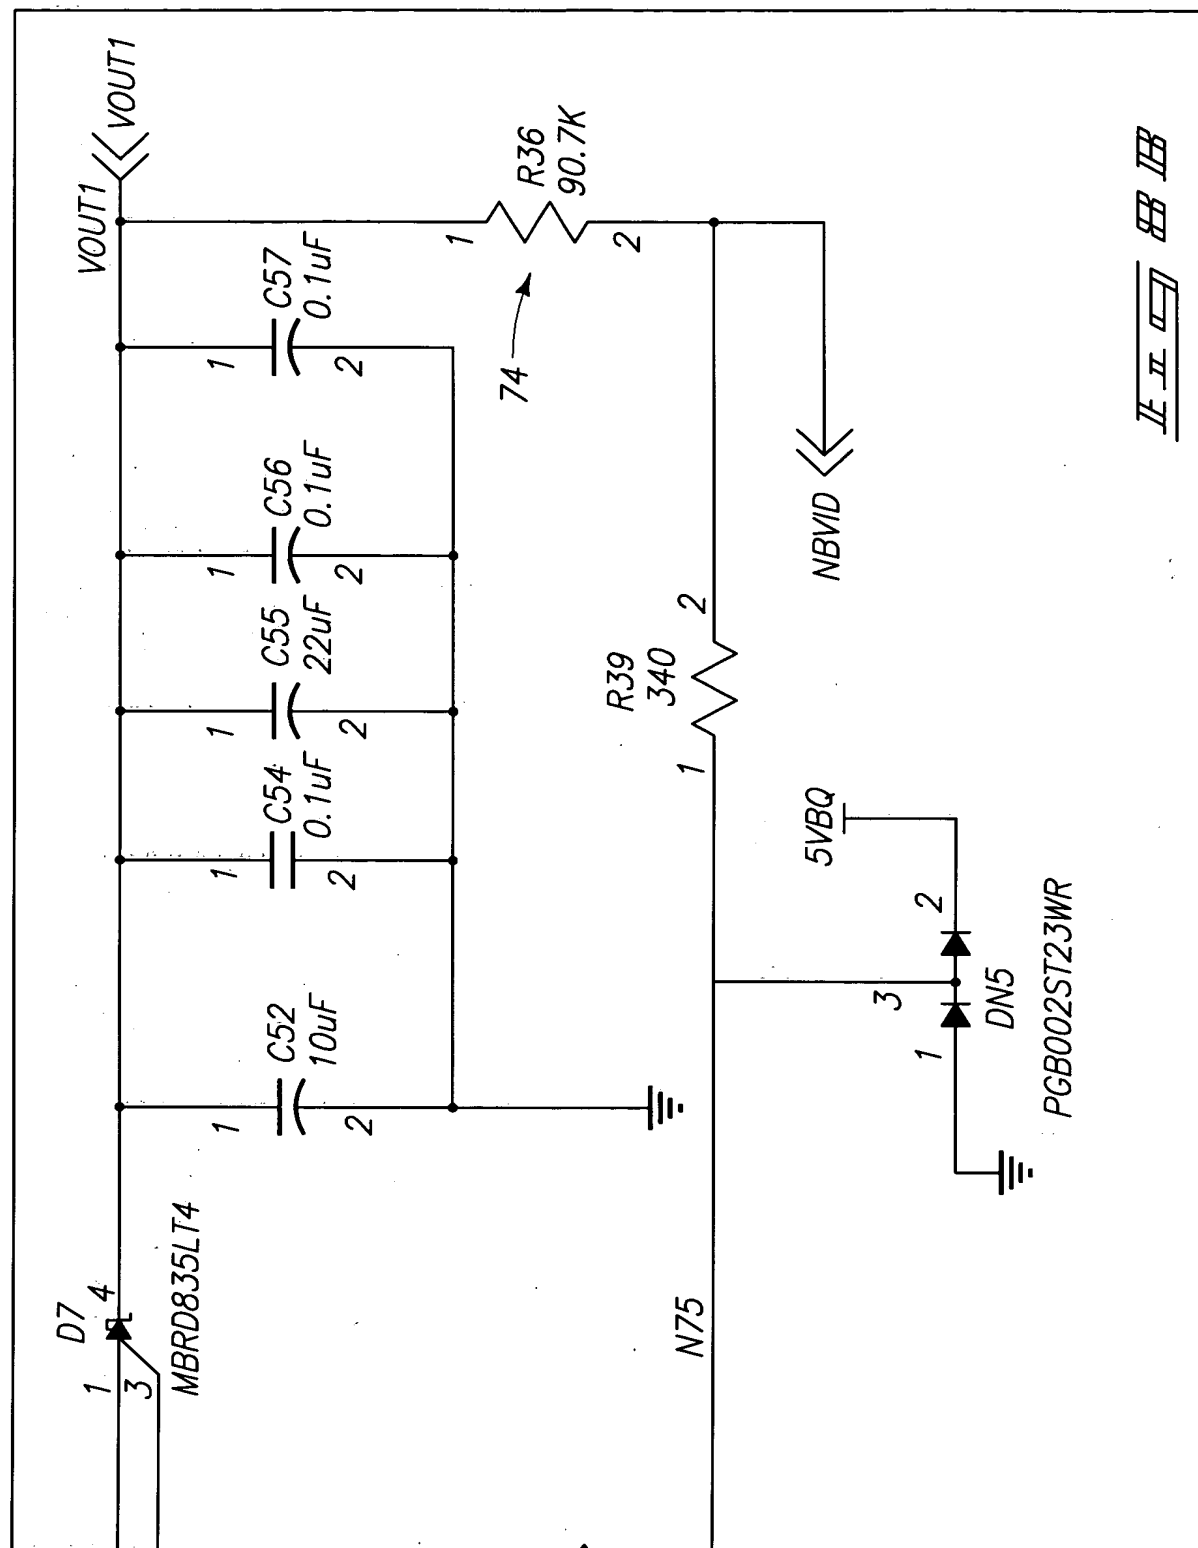 VOUT1
VOUT1
1
C57
0.1uF
2
1
R36
90.7K
2
74
1
C56
0.1uF
2
NBVID
1
C55
22uF
2
R39
340
2
1
1
C54
0.1uF
2
5VBQ
2
3
1
DN5
PGB002ST23WR
1
C52
10uF
2
D7
4
1
3
MBRD835LT4
N75
FIG 8B